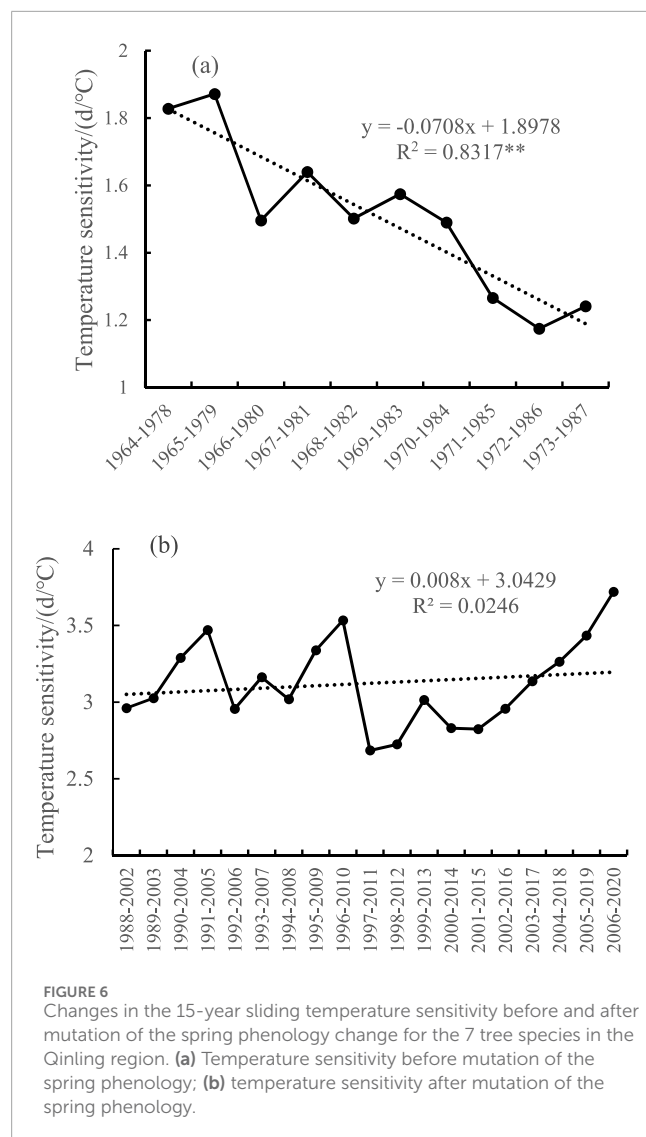 Temperature sensitivity/(d/°C)
2
1.8
1.6
1.4
1.2
1
(a)
y = -0.0708x + 1.8978
R² = 0.8317**
1964-1978
1965-1979
1966-1980
1967-1981
1968-1982
1969-1983
1970-1984
1971-1985
1972-1986
1973-1987
Temperature sensitivity/(d/°C)
4
3.5
3
2.5
2
(b)
y = 0.008x + 3.0429
R² = 0.0246
1988-2002
1989-2003
1990-2004
1991-2005
1992-2006
1993-2007
1994-2008
1995-2009
1996-2010
1997-2011
1998-2012
1999-2013
2000-2014
2001-2015
2002-2016
2003-2017
2004-2018
2005-2019
2006-2020
FIGURE 6
Changes in the 15-year sliding temperature sensitivity before and after
mutation of the spring phenology change for the 7 tree species in the
Qinling region. (a) Temperature sensitivity before mutation of the
spring phenology; (b) temperature sensitivity after mutation of the
spring phenology.